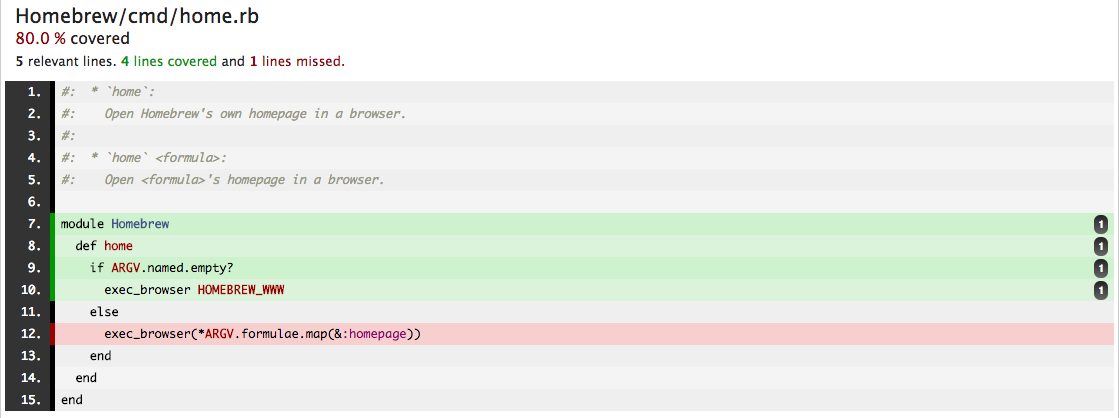 Homebrew/cmd/home.rb
80.0 % covered
5 relevant lines. 4 lines covered and 1 lines missed.
1. #:  * `home`:
2. #:    Open Homebrew's own homepage in a browser.
3. #:
4. #:  * `home` <formula>:
5. #:    Open <formula>'s homepage in a browser.
6.
7. module Homebrew 1
8.   def home 1
9.     if ARGV.named.empty? 1
10.       exec_browser HOMEBREW_WWW 1
11.     else
12.       exec_browser(*ARGV.formulae.map(&:homepage))
13.     end
14.   end
15. end